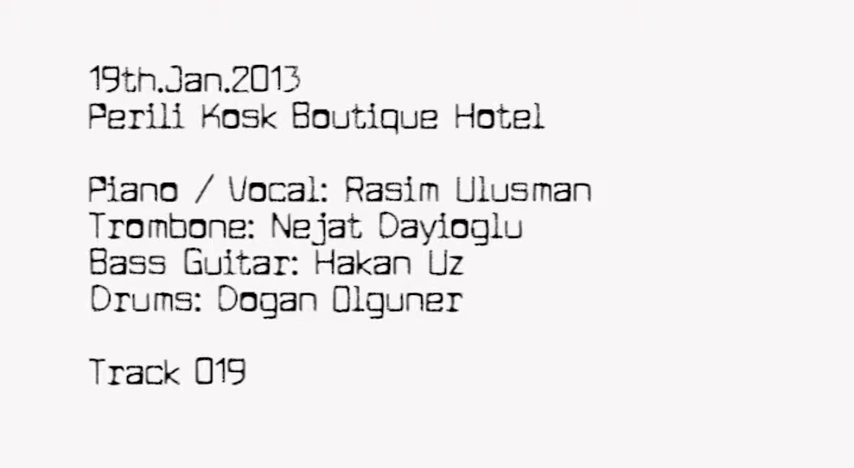 19th.Jan.2013
Perili Kosk Boutique Hotel
Piano / Vocal: Rasim Ulusman
Trombone: Nejat Dayioglu
Bass Guitar: Hakan Uz
Drums: Dogan Olguner
Track 019